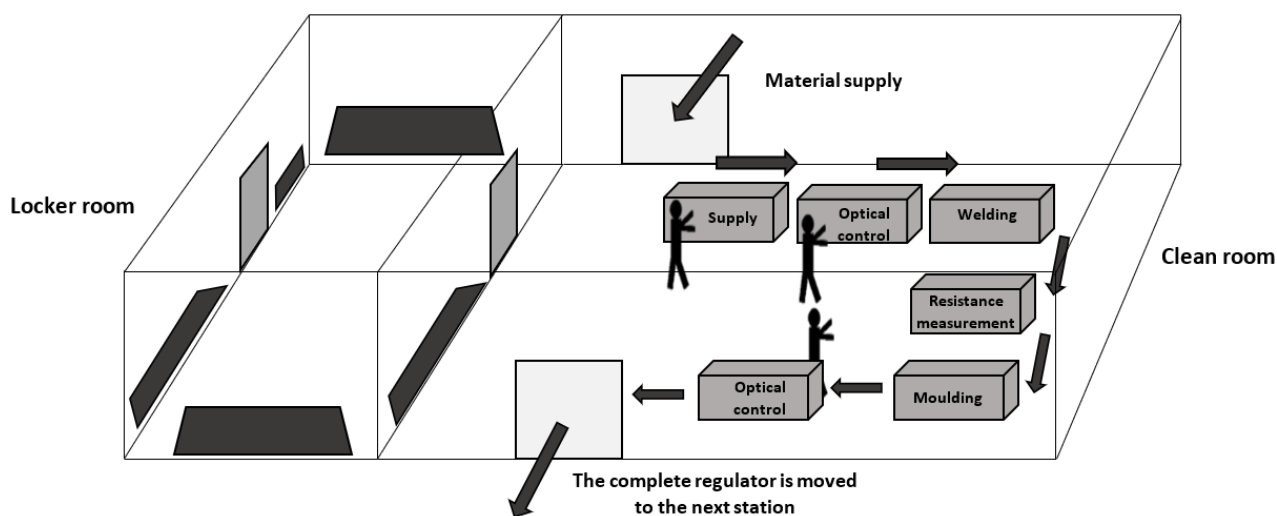 Material supply
Locker room
Supply
Optical
control
Welding
Clean room
Resistance
measurement
Optical
control
Moulding
The complete regulator is moved
to the next station